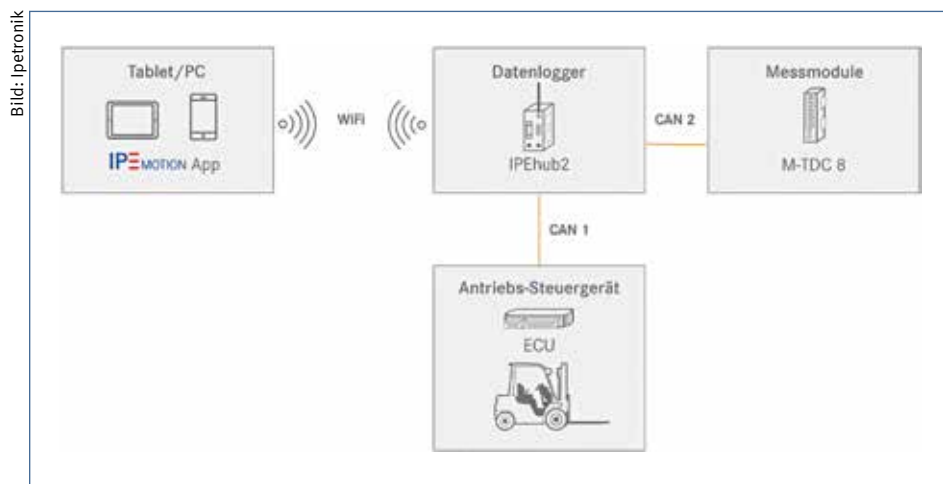 Bild: Ipetronik
Tablet/PC
IPEMOTION App
WiFi
Datenlogger
IPEhub2
CAN 2
Messmodule
M-TDC 8
CAN 1
Antriebs-Steuergerät
ECU